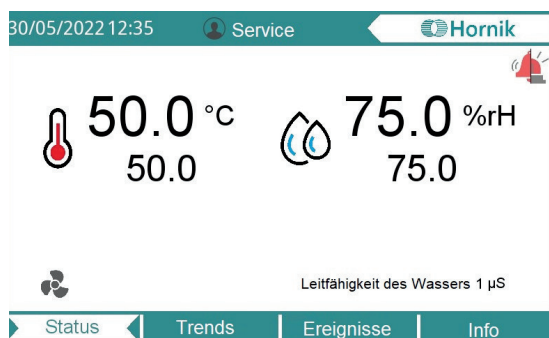 30/05/2022 12:35 Service Hornik
50.0 °C 75.0 %rH
50.0 75.0
Leitfähigkeit des Wassers 1 µS
Status Trends Ereignisse Info